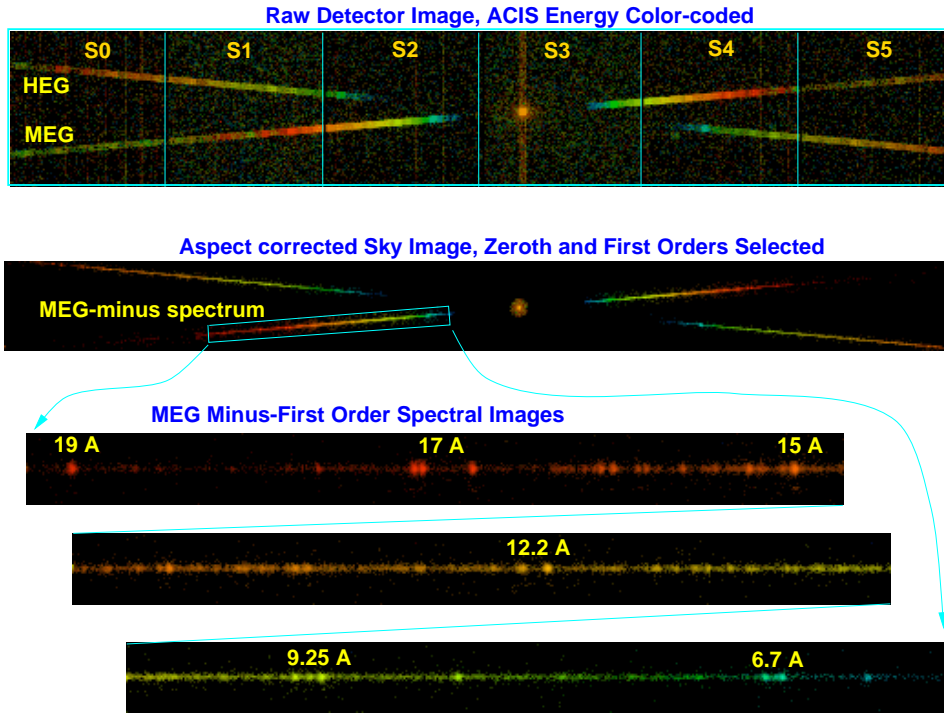 Raw Detector Image, ACIS Energy Color-coded
S0 S1 S2 S3 S4 S5
HEG
MEG
Aspect corrected Sky Image, Zeroth and First Orders Selected
MEG-minus spectrum
MEG Minus-First Order Spectral Images
19 A 17 A 15 A
12.2 A
9.25 A 6.7 A